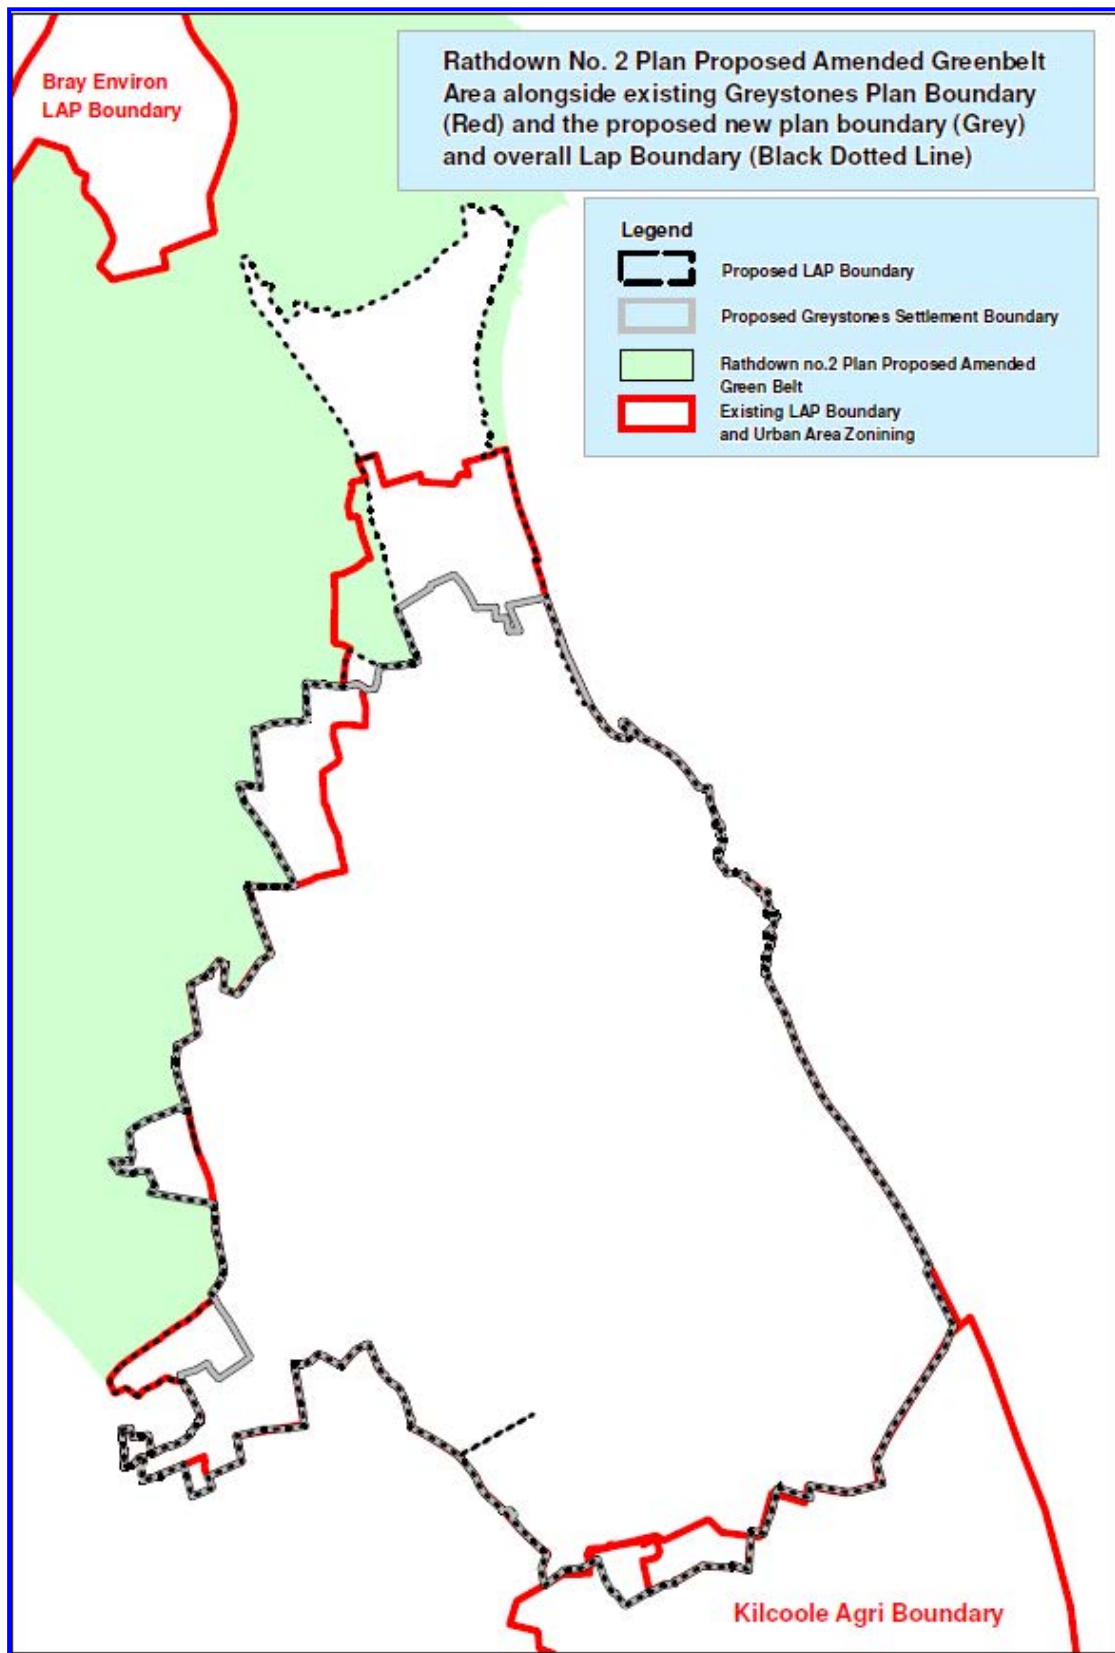 Bray Environ
LAP Boundary
Rathdown No. 2 Plan Proposed Amended Greenbelt
Area alongside existing Greystones Plan Boundary
(Red) and the proposed new plan boundary (Grey)
and overall Lap Boundary (Black Dotted Line)
Legend
Proposed LAP Boundary
Proposed Greystones Settlement Boundary
Rathdown no.2 Plan Proposed Amended
Green Belt
Existing LAP Boundary
and Urban Area Zonining
Kilcoole Agri Boundary